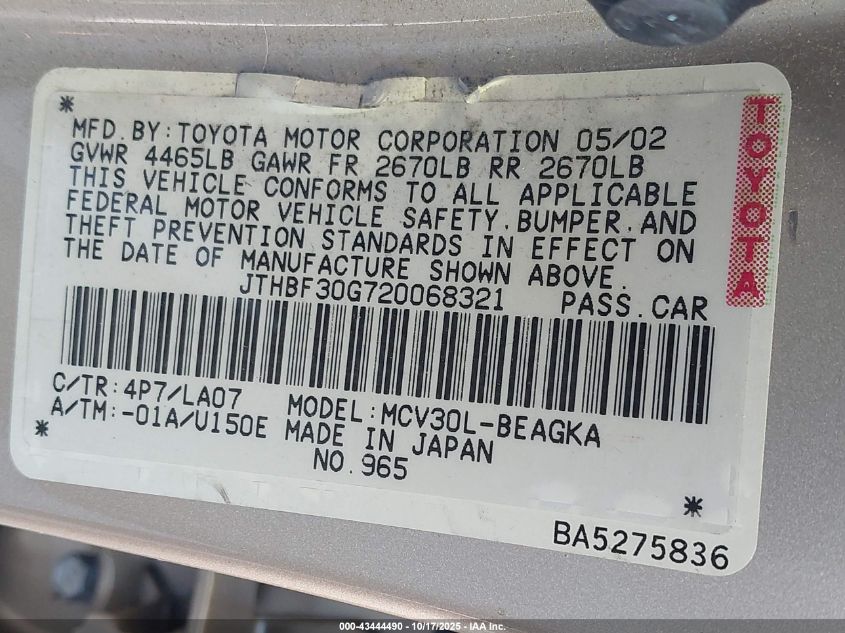 MFD. BY: TOYOTA MOTOR CORPORATION 05/02
GVWR 4465LB GAWR FR 2670LB RR 2670LB
THIS VEHICLE CONFORMS TO ALL APPLICABLE
FEDERAL MOTOR VEHICLE SAFETY, BUMPER, AND
THEFT PREVENTION STANDARDS IN EFFECT ON
THE DATE OF MANUFACTURE SHOWN ABOVE.
JTHBF30G720068321 PASS. CAR
TOYOTA
C/TR: 4P7/LA07 MODEL: MCV30L-BEAGKA
A/TM: -01A/U150E MADE IN JAPAN
NO. 965
BA5275836
000-43444490 - 10/17/2025 - IAA Inc.